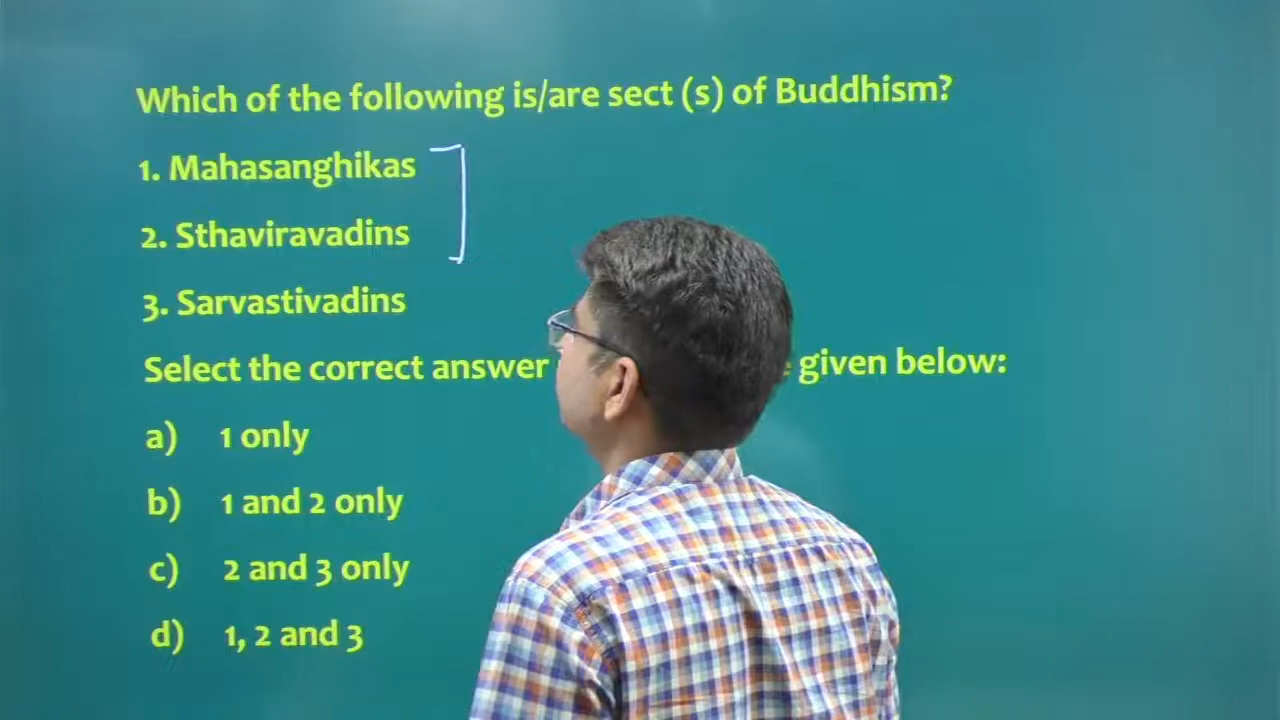 Which of the following is/are sect (s) of Buddhism?
1. Mahasanghikas
2. Sthaviravadins
3. Sarvastivadins
Select the correct answer given below:
a) 1 only
b) 1 and 2 only
c) 2 and 3 only
d) 1, 2 and 3